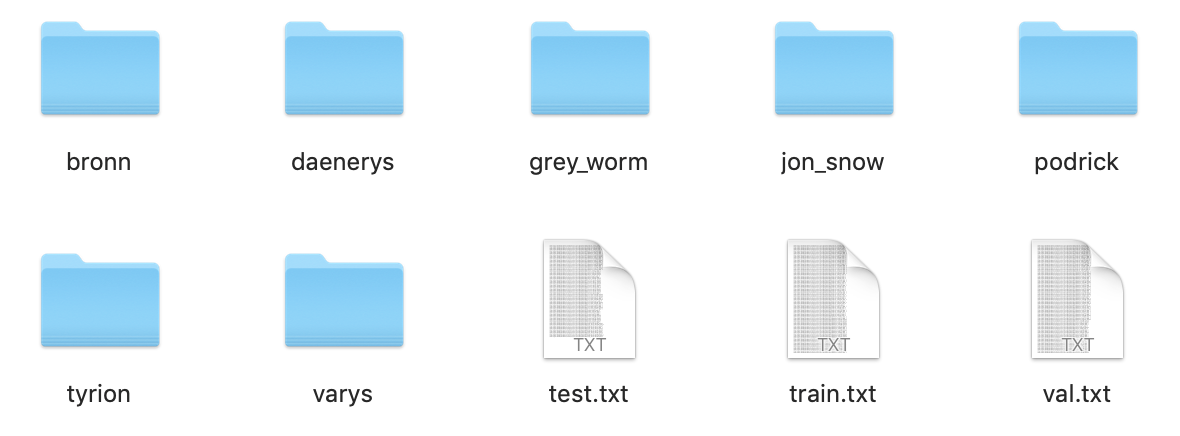 bronn daenerys grey_worm jon_snow podrick
TXT TXT TXT
tyrion varys test.txt train.txt val.txt